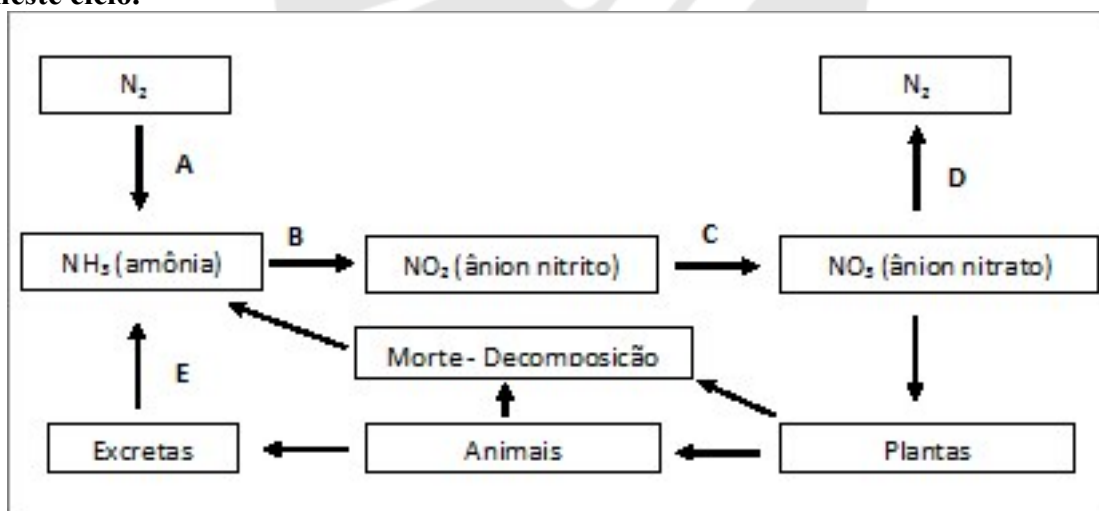 neste ciclo.
N₂
N₂
A
D
NH₃ (amônia)
B
NO₂ (ânion nitrito)
C
NO₃ (ânion nitrato)
Morte - Decomposição
E
Excretas
Animais
Plantas